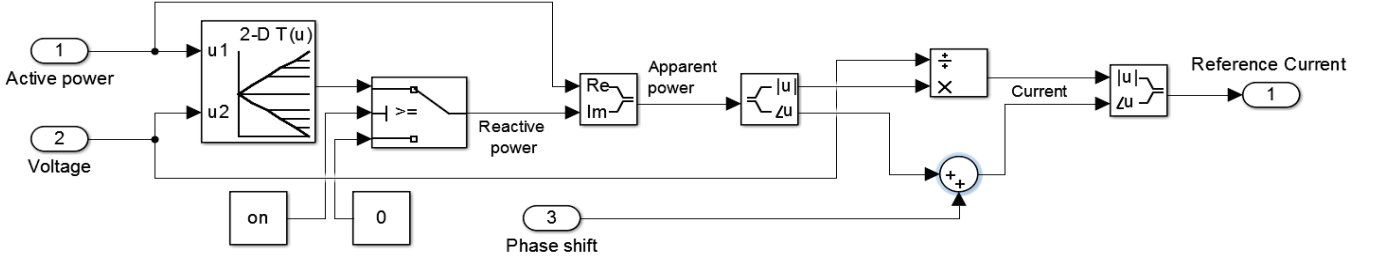 2-D T(u)
u1
u2
1
Active power
2
Voltage
>=
on
0
Reactive
power
Re
Im
Apparent
power
|u|
∠u
3
Phase shift
÷
×
+
+
Current
|u|
∠u
Reference Current
1